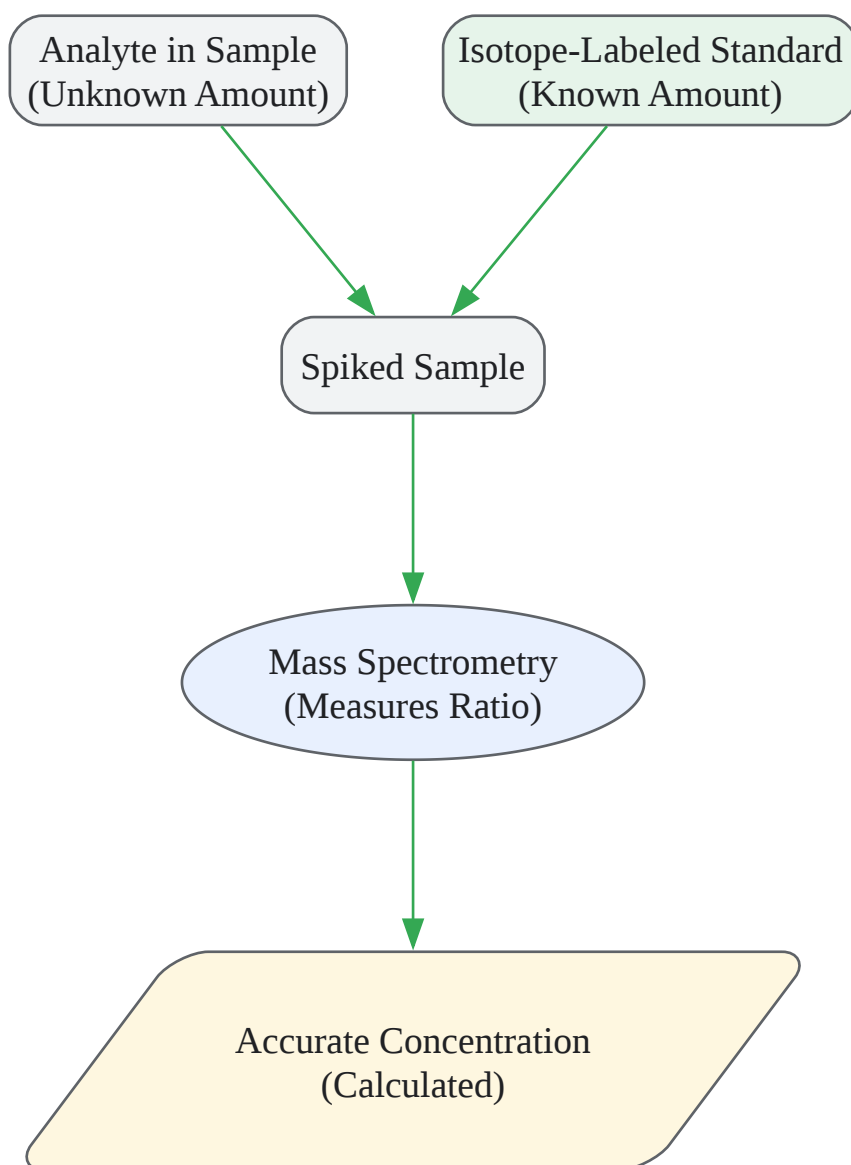 Analyte in Sample
(Unknown Amount)
Isotope-Labeled Standard
(Known Amount)
Spiked Sample
Mass Spectrometry
(Measures Ratio)
Accurate Concentration
(Calculated)